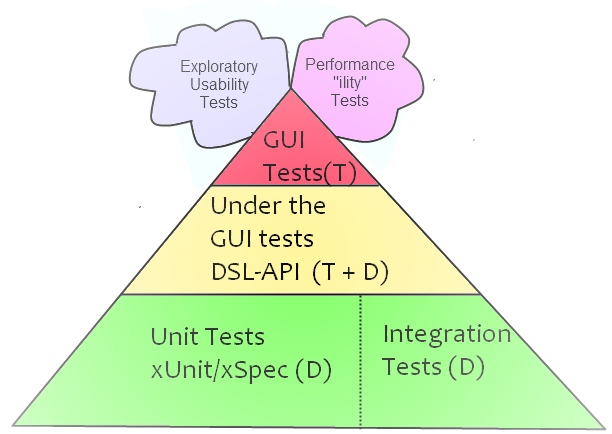 Exploratory
Usability
Tests
Performance
"ility"
Tests
GUI
Tests(T)
Under the
GUI tests
DSL-API (T + D)
Unit Tests
xUnit/xSpec (D)
Integration
Tests (D)